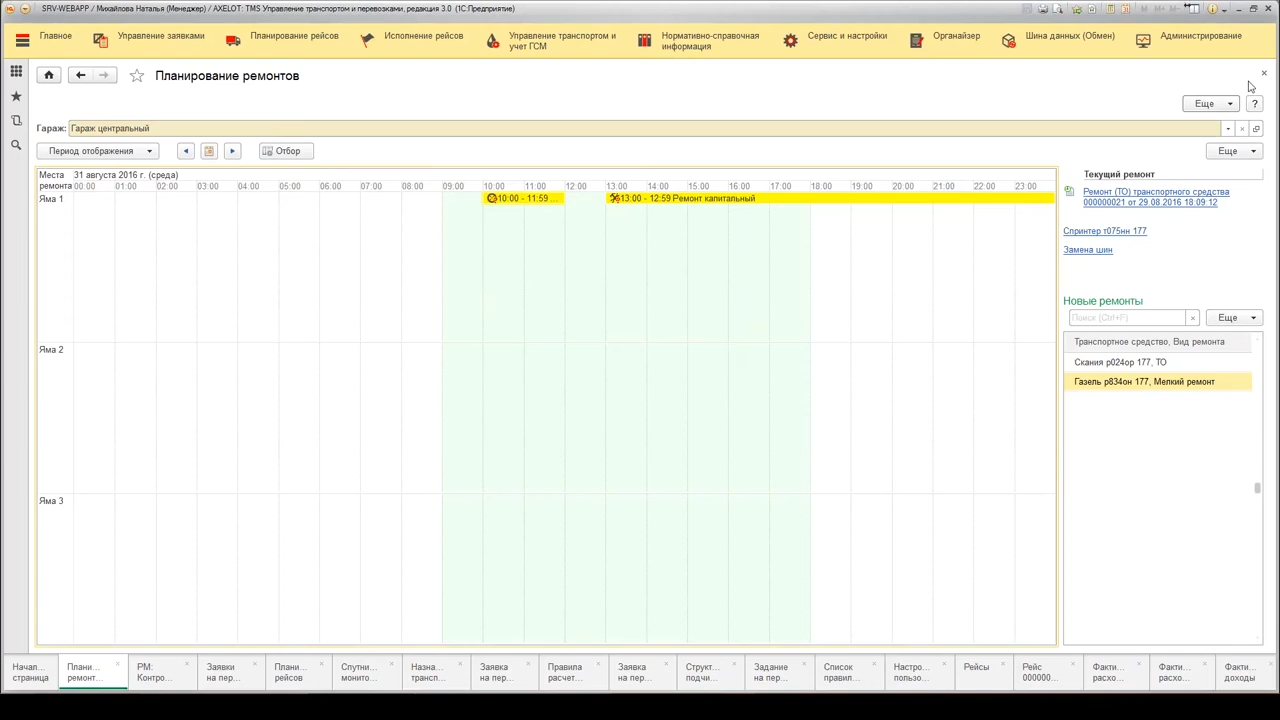 SRV-WEBAPP / Михайлова Наталья (Менеджер) / AXELOT: TMS Управление транспортом и перевозками, редакция 3.0 (1С:Предприятие)
M M+ M-
Главное
Управление заявками
Планирование рейсов
Исполнение рейсов
Управление транспортом и
учет ГСМ
Нормативно-справочная
информация
Сервис и настройки
Органайзер
Шина данных (Обмен)
Администрирование
Планирование ремонтов
Еще
?
Гараж: Гараж центральный
Период отображения
Отбор
Еще
Места
ремонта
31 августа 2016 г. (среда)
00:00 01:00 02:00 03:00 04:00 05:00 06:00 07:00 08:00 09:00 10:00 11:00 12:00 13:00 14:00 15:00 16:00 17:00 18:00 19:00 20:00 21:00 22:00 23:00
Яма 1
10:00 - 11:59 ...
13:00 - 12:59 Ремонт капитальный
Яма 2
Яма 3
Текущий ремонт
Ремонт (ТО) транспортного средства
000000021 от 29.08.2016 18:09:12
Спринтер т075нн 177
Замена шин
Новые ремонты
Поиск (Ctrl+F)
Еще
Транспортное средство, Вид ремонта
Скания р024ор 177, ТО
Газель р834он 177, Мелкий ремонт
Начал...
страница
Плани...
ремонт...
РМ:
Контро...
Заявки
на пер...
Плани...
рейсов
Спутни...
монито...
Назна...
трансп...
Заявка
на пер...
Правила
расчет...
Заявка
на пер...
Структ...
подчи...
Задание
на пер...
Список
правил...
Настро...
пользо...
Рейсы
Рейс
000000...
Факти...
расхо...
Факти...
расхо...
Факти...
доходы